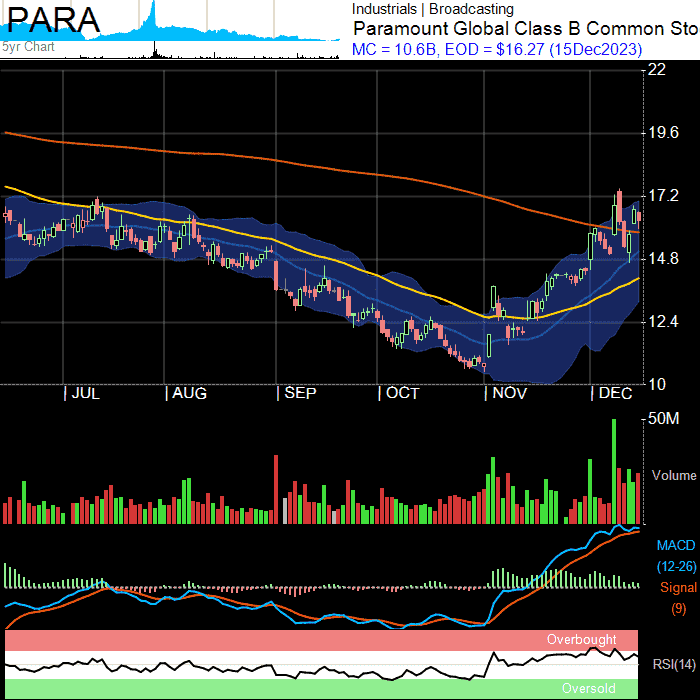 PARA
5yr Chart
Industrials | Broadcasting
Paramount Global Class B Common Sto
MC = 10.6B, EOD = $16.27 (15Dec2023)
22
19.6
17.2
14.8
12.4
10
| JUL | AUG | SEP | OCT | NOV | DEC
50M
Volume
MACD
(12-26)
Signal
(9)
Overbought
RSI(14)
Oversold